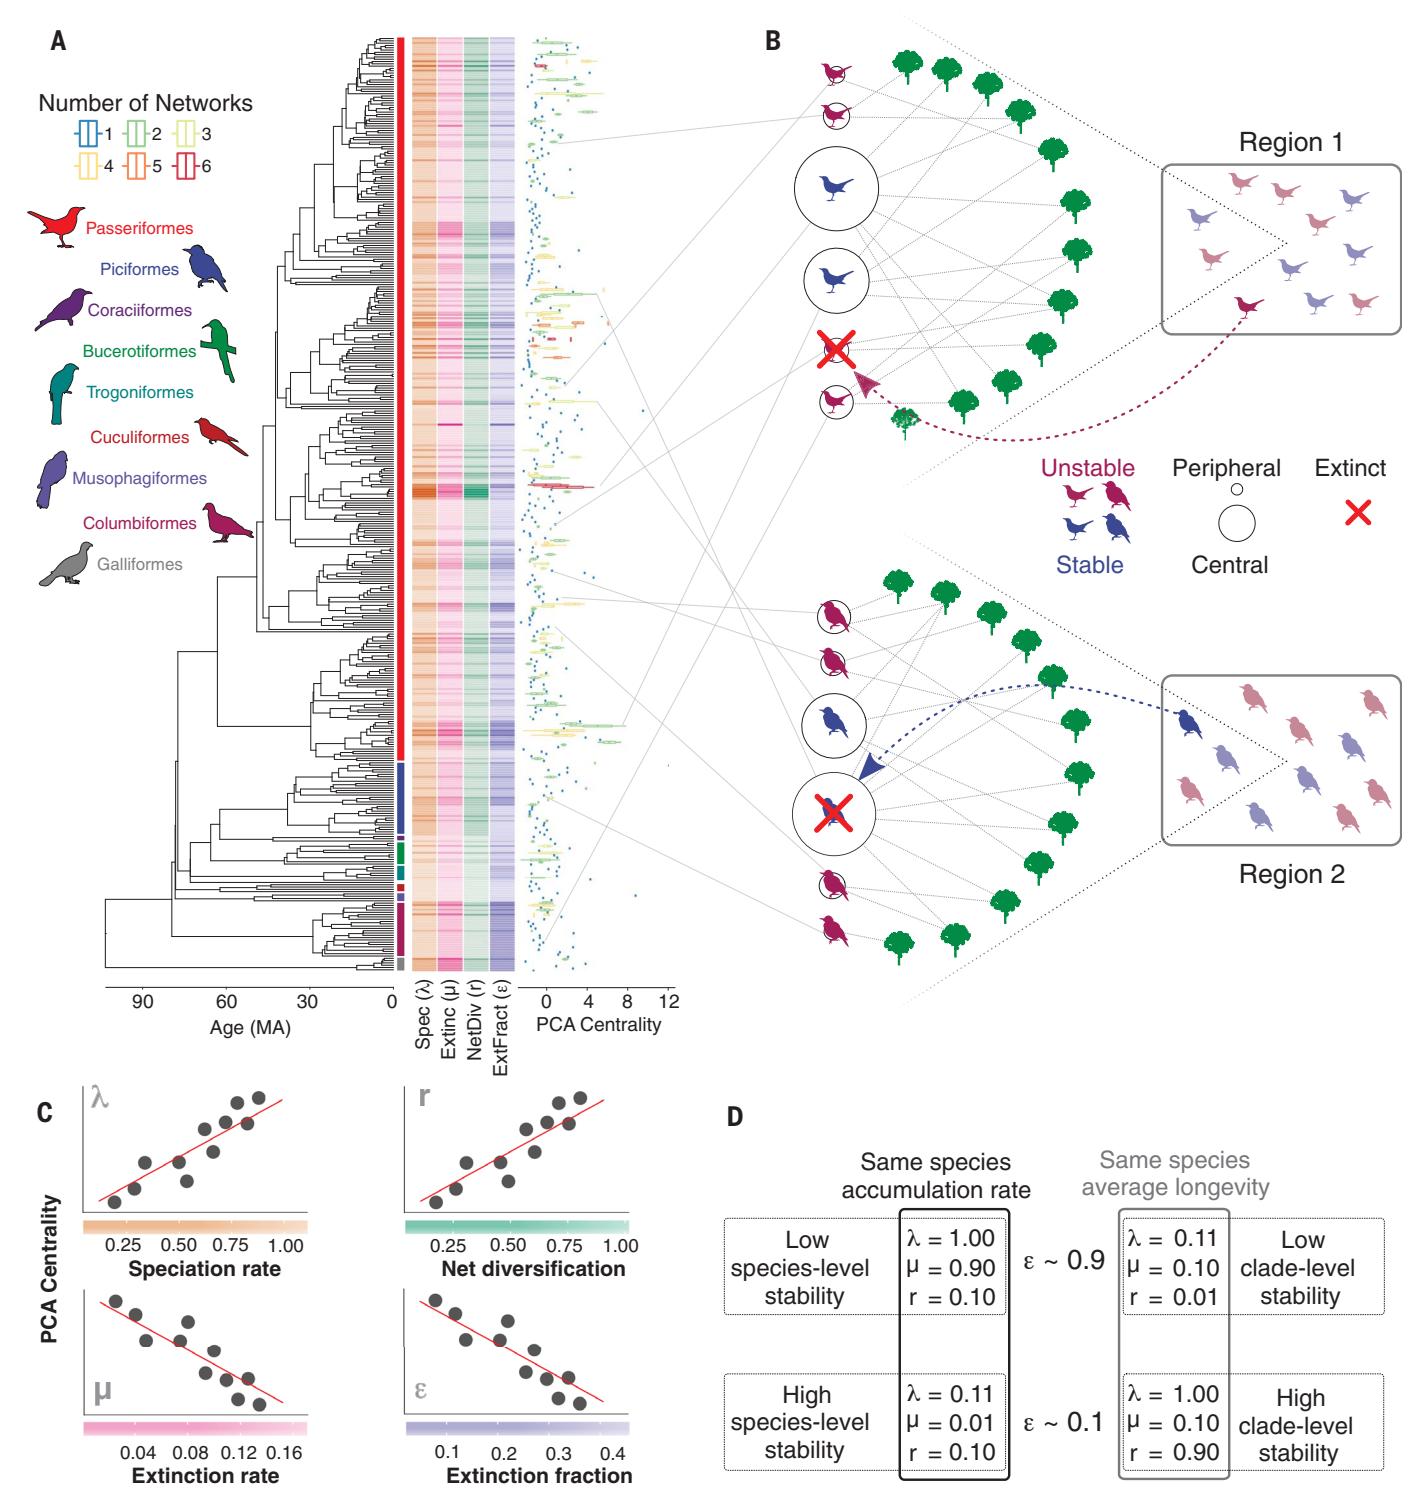 A
Number of Networks
1
2
3
4
5
6
Passeriformes
Piciformes
Coraciiformes
Bucerotiformes
Trogoniformes
Cuculiformes
Musophagiformes
Columbiformes
Galliformes
90
60
30
0
Age (MA)
Spec (λ)
Extinc (μ)
NetDiv (r)
ExtFract (ε)
0
4
8
12
PCA Centrality
B
Region 1
Unstable
Stable
Peripheral
Central
Extinct
Region 2
C
PCA Centrality
λ
0.25 0.50 0.75 1.00
Speciation rate
r
0.25 0.50 0.75 1.00
Net diversification
μ
0.04 0.08 0.12 0.16
Extinction rate
ε
0.1 0.2 0.3 0.4
Extinction fraction
D
Same species
accumulation rate
Same species
average longevity
Low
species-level
stability
λ = 1.00
μ = 0.90
r = 0.10
ε ~ 0.9
λ = 0.11
μ = 0.10
r = 0.01
Low
clade-level
stability
High
species-level
stability
λ = 0.11
μ = 0.01
r = 0.10
ε ~ 0.1
λ = 1.00
μ = 0.10
r = 0.90
High
clade-level
stability